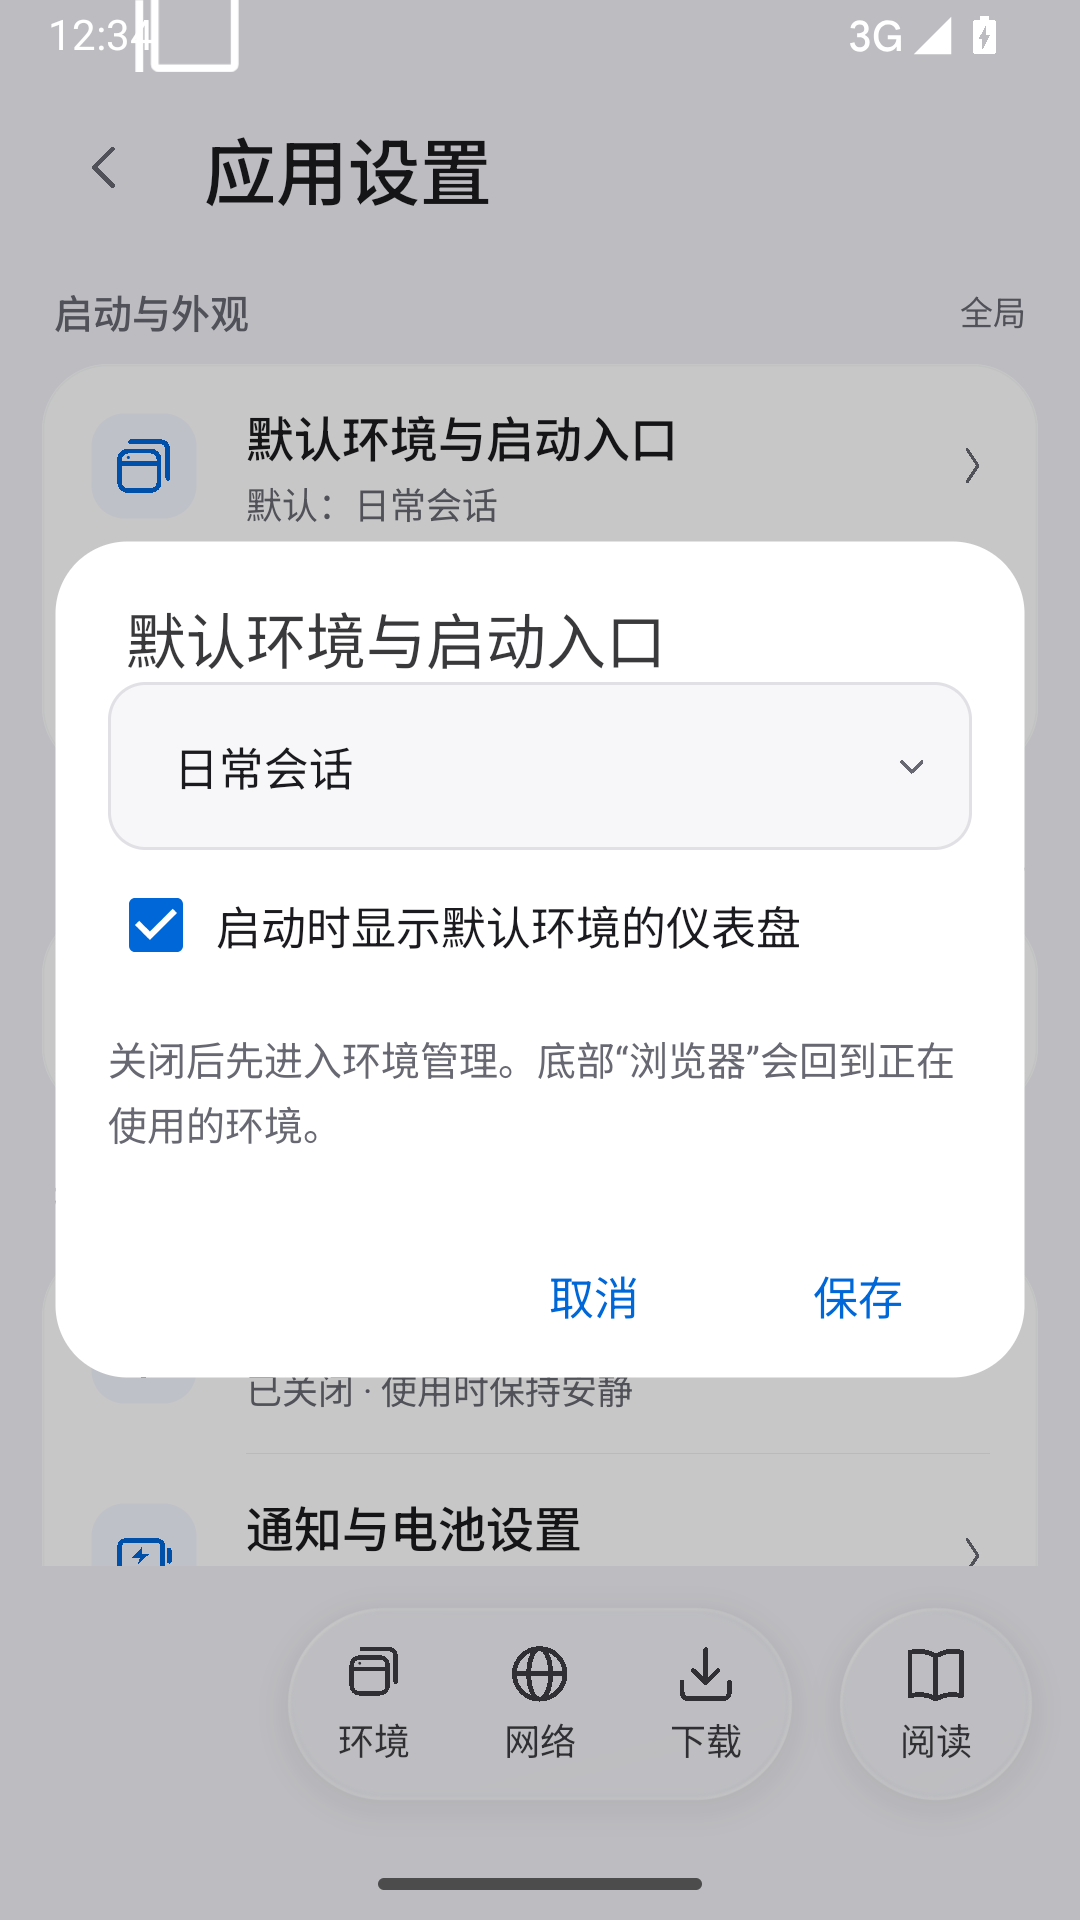 12:34
3G
应用设置
启动与外观
全局
默认环境与启动入口
默认：日常会话
默认环境与启动入口
日常会话
启动时显示默认环境的仪表盘
关闭后先进入环境管理。底部“浏览器”会回到正在
使用的环境。
取消
保存
已关闭 · 使用时保持安静
通知与电池设置
环境
网络
下载
阅读